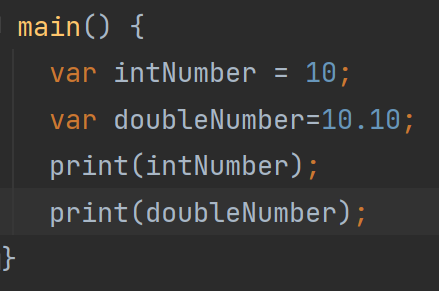 main() {
var intNumber = 10;
var doubleNumber=10.10;
print(intNumber);
print(doubleNumber);
}